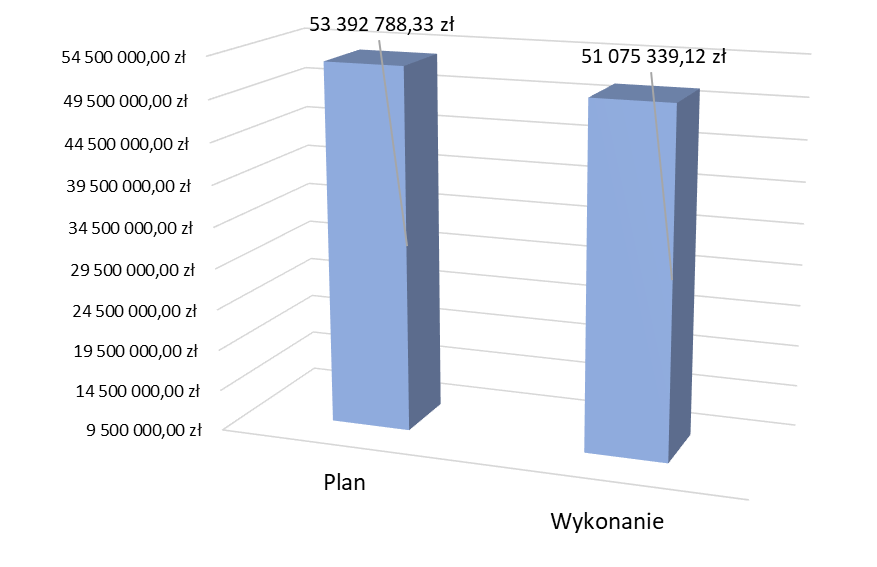 53 392 788,33 zł
51 075 339,12 zł
54 500 000,00 zł
49 500 000,00 zł
44 500 000,00 zł
39 500 000,00 zł
34 500 000,00 zł
29 500 000,00 zł
24 500 000,00 zł
19 500 000,00 zł
14 500 000,00 zł
9 500 000,00 zł
Plan
Wykonanie